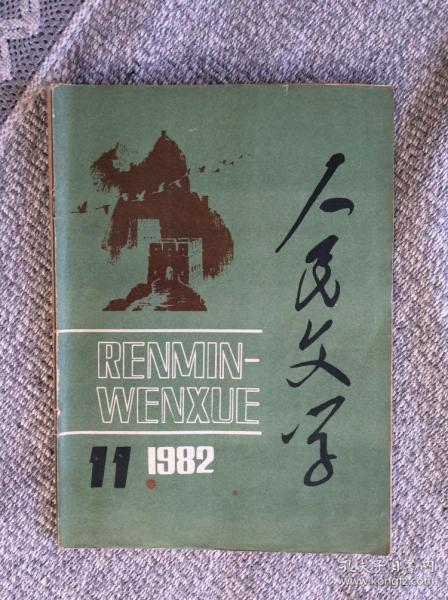 人民文学
RENMIN-
WENXUE
11 1982
孔夫子旧书网
www.kongfz.com